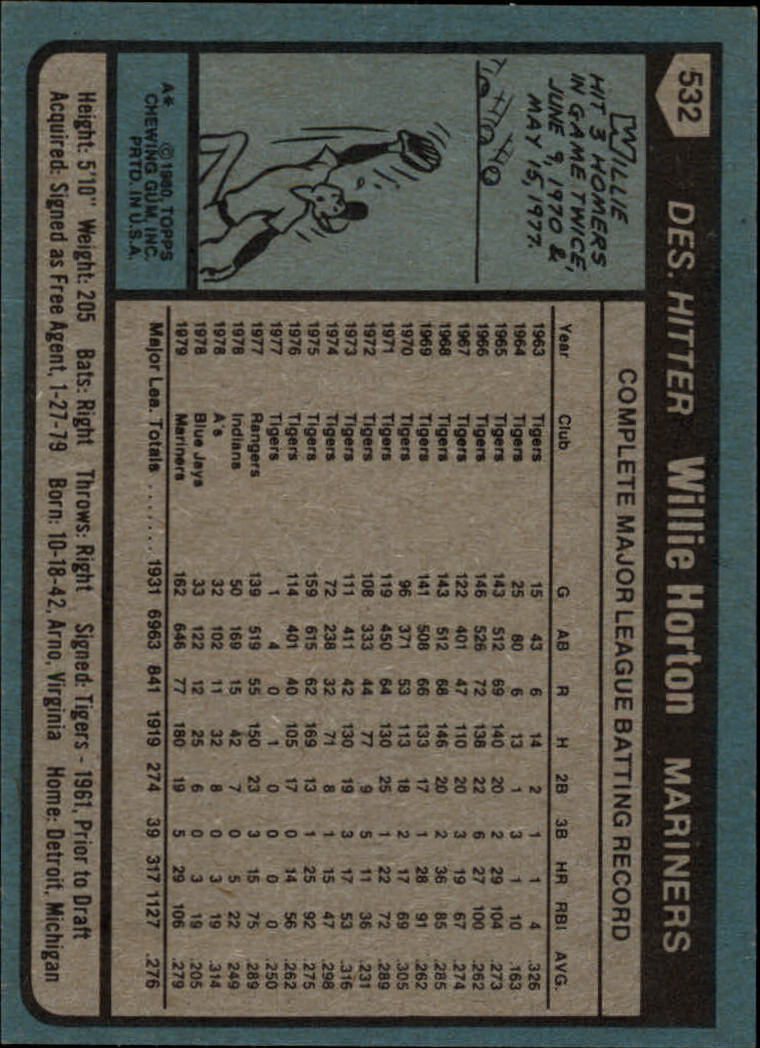 532 DES. HITTER Willie Horton MARINERS
WILLIE
HIT 3 HOMERS
IN GAME TWICE,
JUNE 9, 1970 &
MAY 15, 1977.
A* ©1980, TOPPS
CHEWING GUM, INC.
PRTD. IN U.S.A.
COMPLETE MAJOR LEAGUE BATTING RECORD
Year Club G AB R H 2B 3B HR RBI AVG.
1963 Tigers 15 43 6 14 2 1 1 4 .326
1964 Tigers 25 80 6 13 1 3 1 10 .163
1965 Tigers 143 512 69 140 20 2 29 104 .273
1966 Tigers 146 526 72 138 22 6 27 100 .262
1967 Tigers 122 401 47 110 20 3 19 67 .274
1968 Tigers 143 512 68 146 20 2 36 85 .285
1969 Tigers 141 508 66 133 17 1 28 91 .262
1970 Tigers 96 371 53 113 18 2 17 69 .305
1971 Tigers 119 450 64 130 25 1 22 72 .289
1972 Tigers 108 333 44 77 9 5 11 36 .231
1973 Tigers 111 411 42 130 19 3 17 53 .316
1974 Tigers 72 238 32 71 8 1 15 47 .298
1975 Tigers 159 615 62 169 13 1 25 92 .275
1976 Tigers 114 401 40 105 17 0 14 56 .262
1977 Tigers 1 4 0 1 0 0 0 0 .250
1977 Rangers 139 519 55 150 23 3 15 75 .289
1978 Indians 50 169 15 42 7 0 5 22 .249
1978 A's 32 102 11 32 8 0 3 19 .314
1978 Blue Jays 33 122 12 25 6 0 3 19 .205
1979 Mariners 162 646 77 180 19 5 29 106 .279
Major Lea. Totals ........ 1931 6963 841 1919 274 39 317 1127 .276
Height: 5'10" Weight: 205 Bats: Right Throws: Right Signed: Tigers - 1961, Prior to Draft
Acquired: Signed as Free Agent, 1-27-79 Born: 10-18-42, Arno, Virginia Home: Detroit, Michigan